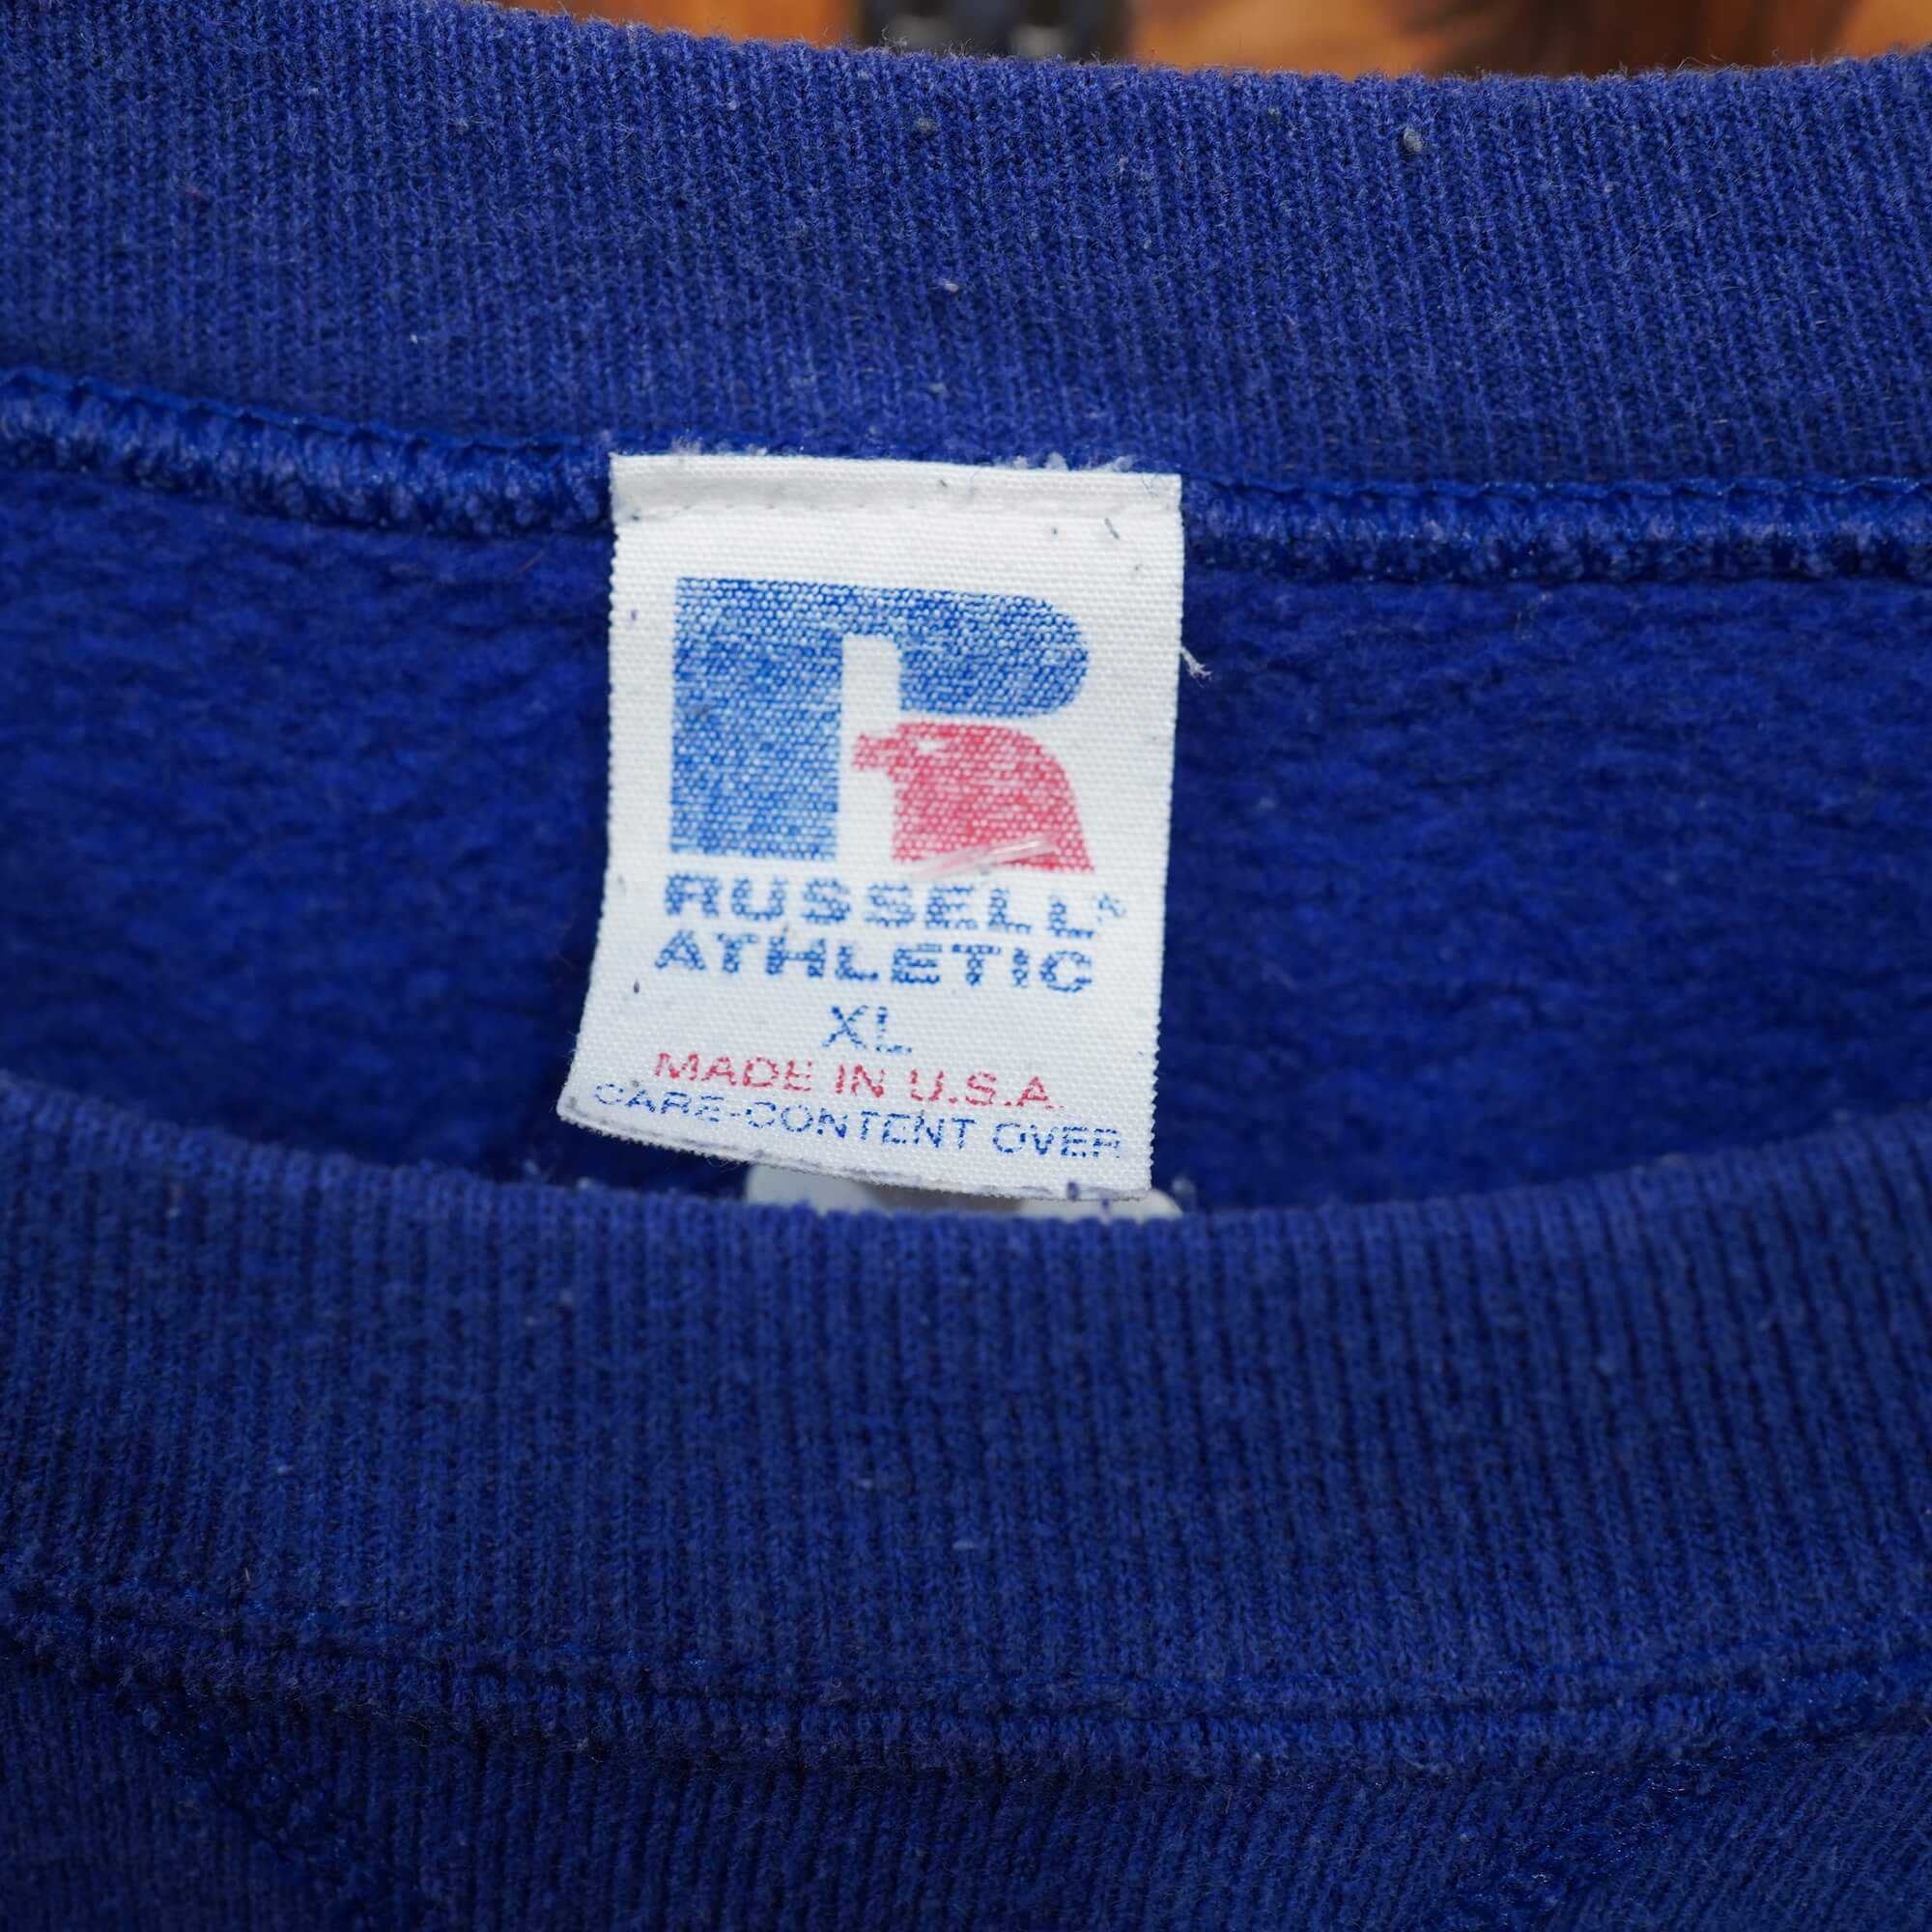 R
RUSSELL®
ATHLETIC
XL
MADE IN U.S.A.
CARE-CONTENT OVER